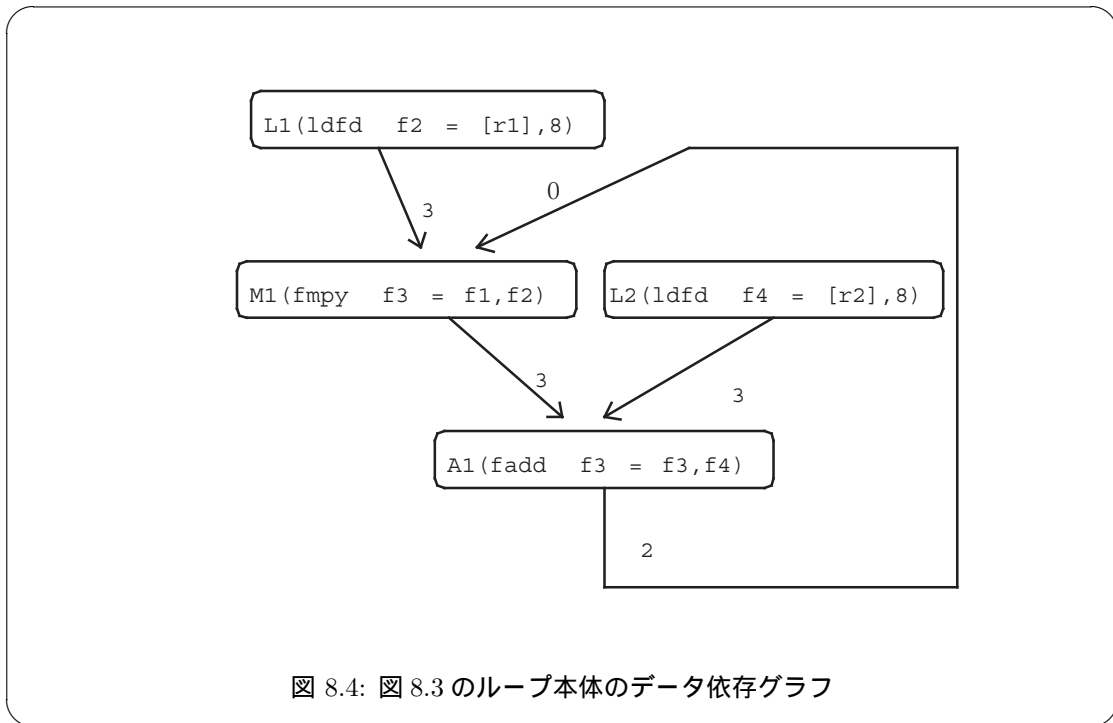 L1(ldfd f2 = [r1],8)
0
3
M1(fmpy f3 = f1,f2)
L2(ldfd f4 = [r2],8)
3
3
A1(fadd f3 = f3,f4)
2
図 8.4: 図 8.3 のループ本体のデータ依存グラフ